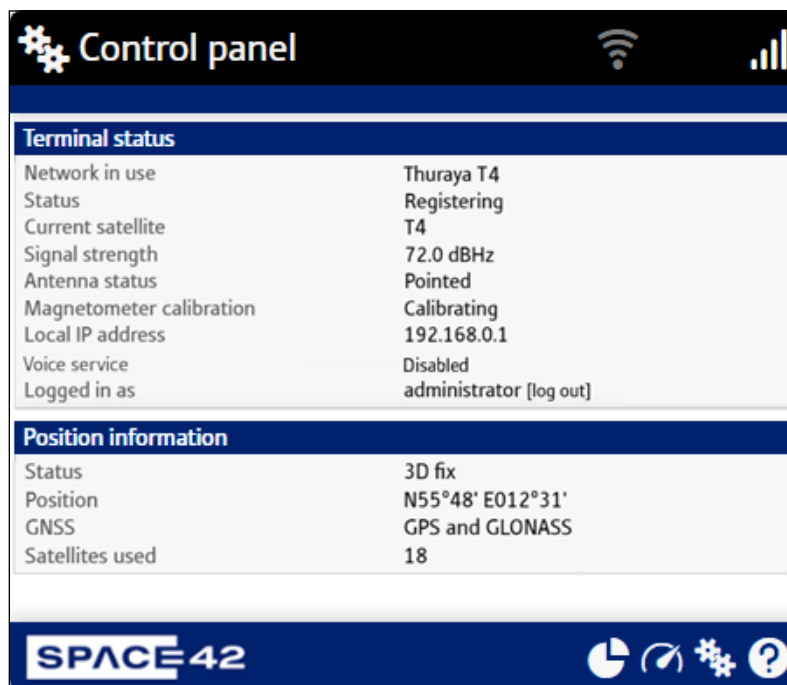 Control panel
Terminal status
Network in use Thuraya T4
Status Registering
Current satellite T4
Signal strength 72.0 dBHz
Antenna status Pointed
Magnetometer calibration Calibrating
Local IP address 192.168.0.1
Voice service Disabled
Logged in as administrator [log out]
Position information
Status 3D fix
Position N55°48' E012°31'
GNSS GPS and GLONASS
Satellites used 18
SPACE42
?